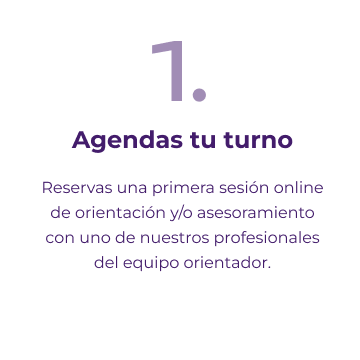 1.
Agendas tu turno
Reservas una primera sesión online
de orientación y/o asesoramiento
con uno de nuestros profesionales
del equipo orientador.